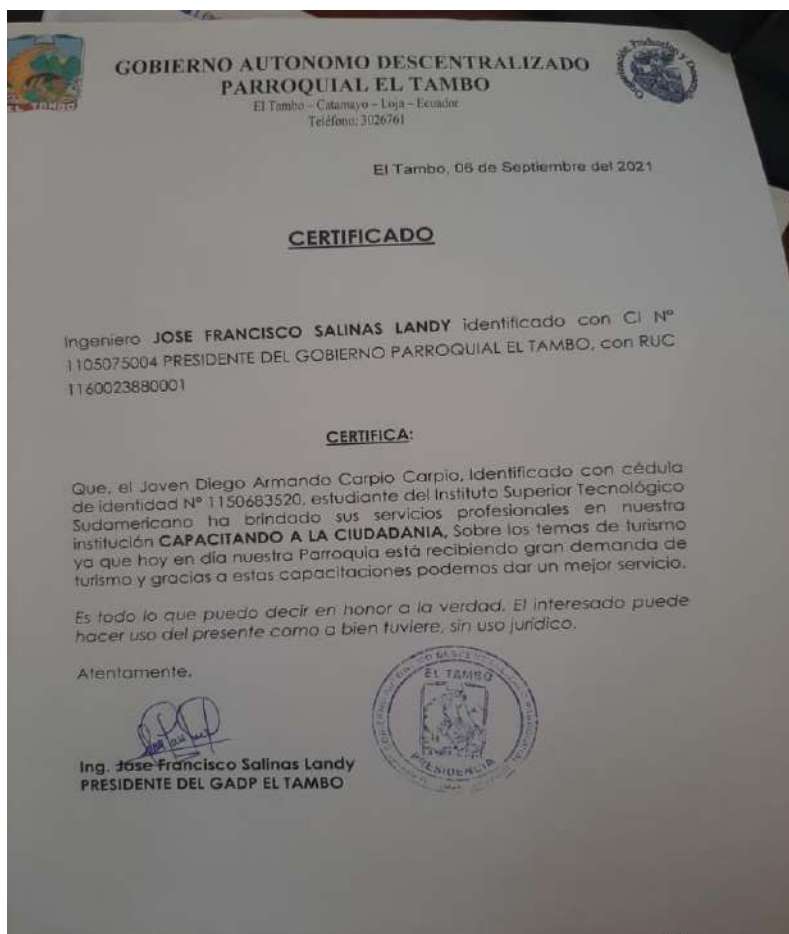 GOBIERNO AUTONOMO DESCENTRALIZADO
PARROQUIAL EL TAMBO
El Tambo – Catamayo – Loja – Ecuador
Teléfono: 3026761
EL TAMBO
Organización Producción y Desarrollo
El Tambo, 06 de Septiembre del 2021
CERTIFICADO
Ingeniero JOSE FRANCISCO SALINAS LANDY identificado con CI Nº
1105075004 PRESIDENTE DEL GOBIERNO PARROQUIAL EL TAMBO, con RUC
1160023880001
CERTIFICA:
Que, el Joven Diego Armando Carpio Carpio, Identificado con cédula
de identidad Nº 1150683520, estudiante del Instituto Superior Tecnológico
Sudamericano ha brindado sus servicios profesionales en nuestra
institución CAPACITANDO A LA CIUDADANIA, Sobre los temas de turismo
ya que hoy en día nuestra Parroquia está recibiendo gran demanda de
turismo y gracias a estas capacitaciones podemos dar un mejor servicio.
Es todo lo que puedo decir en honor a la verdad. El interesado puede
hacer uso del presente como a bien tuviere, sin uso jurídico.
Atentamente,
EL TAMBO
PRESIDENCIA
Ing. Jose Francisco Salinas Landy
PRESIDENTE DEL GADP EL TAMBO